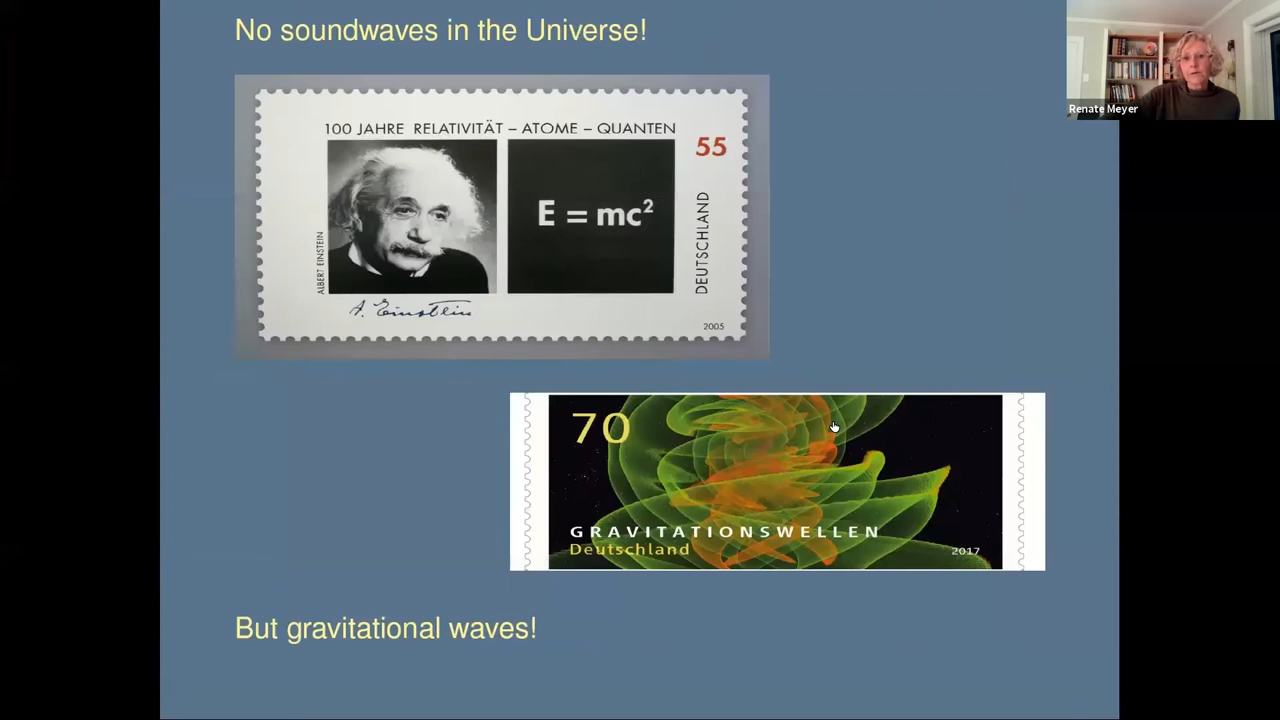 No soundwaves in the Universe!
Renate Meyer
100 JAHRE RELATIVITÄT – ATOME – QUANTEN
55
E = mc²
DEUTSCHLAND
ALBERT EINSTEIN
A. Einstein
2005
70
GRAVITATIONSWELLEN
Deutschland
2017
But gravitational waves!